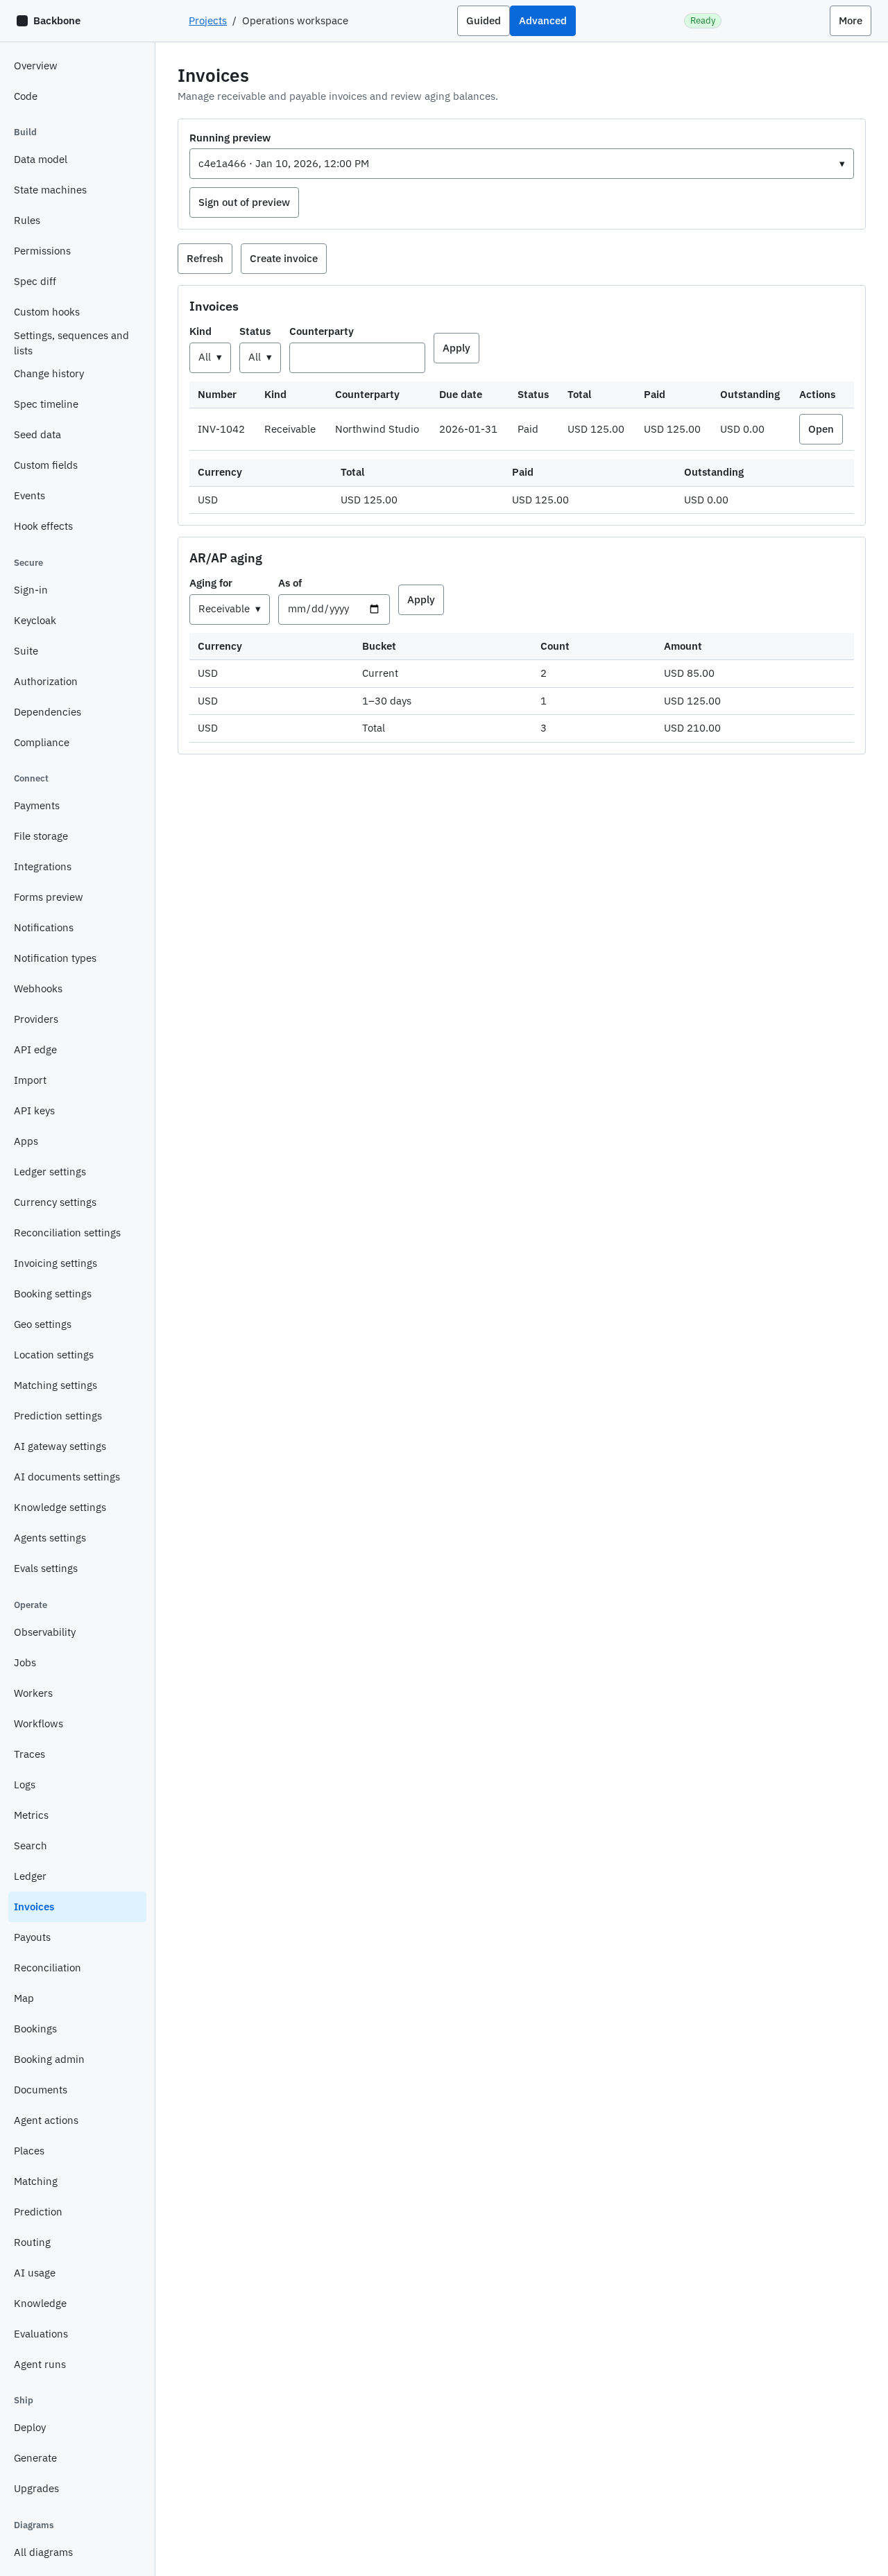 Backbone
Projects / Operations workspace
Guided
Advanced
Ready
More
Overview
Code
Build
Data model
State machines
Rules
Permissions
Spec diff
Custom hooks
Settings, sequences and
lists
Change history
Spec timeline
Seed data
Custom fields
Events
Hook effects
Secure
Sign-in
Keycloak
Suite
Authorization
Dependencies
Compliance
Connect
Payments
File storage
Integrations
Forms preview
Notifications
Notification types
Webhooks
Providers
API edge
Import
API keys
Apps
Ledger settings
Currency settings
Reconciliation settings
Invoicing settings
Booking settings
Geo settings
Location settings
Matching settings
Prediction settings
AI gateway settings
AI documents settings
Knowledge settings
Agents settings
Evals settings
Operate
Observability
Jobs
Workers
Workflows
Traces
Logs
Metrics
Search
Ledger
Invoices
Payouts
Reconciliation
Map
Bookings
Booking admin
Documents
Agent actions
Places
Matching
Prediction
Routing
AI usage
Knowledge
Evaluations
Agent runs
Ship
Deploy
Generate
Upgrades
Diagrams
All diagrams
Invoices
Manage receivable and payable invoices and review aging balances.
Running preview
c4e1a466 · Jan 10, 2026, 12:00 PM
Sign out of preview
Refresh Create invoice
Invoices
Kind Status Counterparty
All All Apply
Number Kind Counterparty Due date Status Total Paid Outstanding Actions
INV-1042 Receivable Northwind Studio 2026-01-31 Paid USD 125.00 USD 125.00 USD 0.00 Open
Currency Total Paid Outstanding
USD USD 125.00 USD 125.00 USD 0.00
AR/AP aging
Aging for As of
Receivable mm/dd/yyyy Apply
Currency Bucket Count Amount
USD Current 2 USD 85.00
USD 1–30 days 1 USD 125.00
USD Total 3 USD 210.00